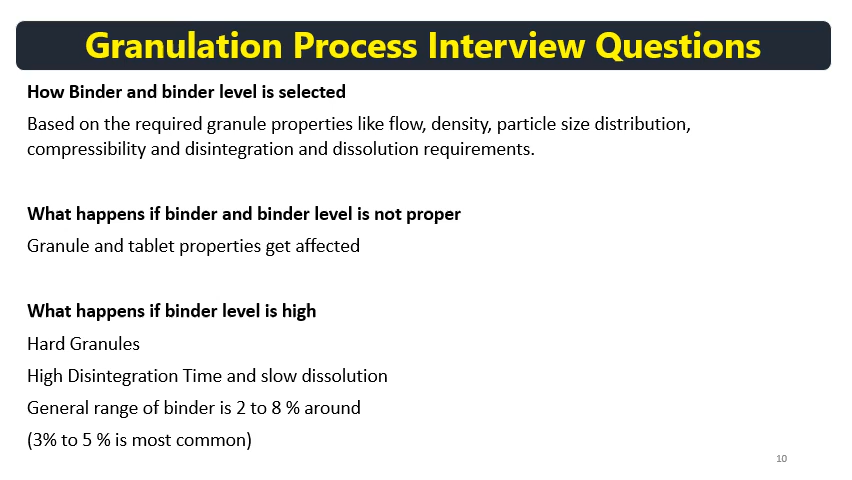 Granulation Process Interview Questions
How Binder and binder level is selected
Based on the required granule properties like flow, density, particle size distribution,
compressibility and disintegration and dissolution requirements.
What happens if binder and binder level is not proper
Granule and tablet properties get affected
What happens if binder level is high
Hard Granules
High Disintegration Time and slow dissolution
General range of binder is 2 to 8 % around
(3% to 5 % is most common)
10